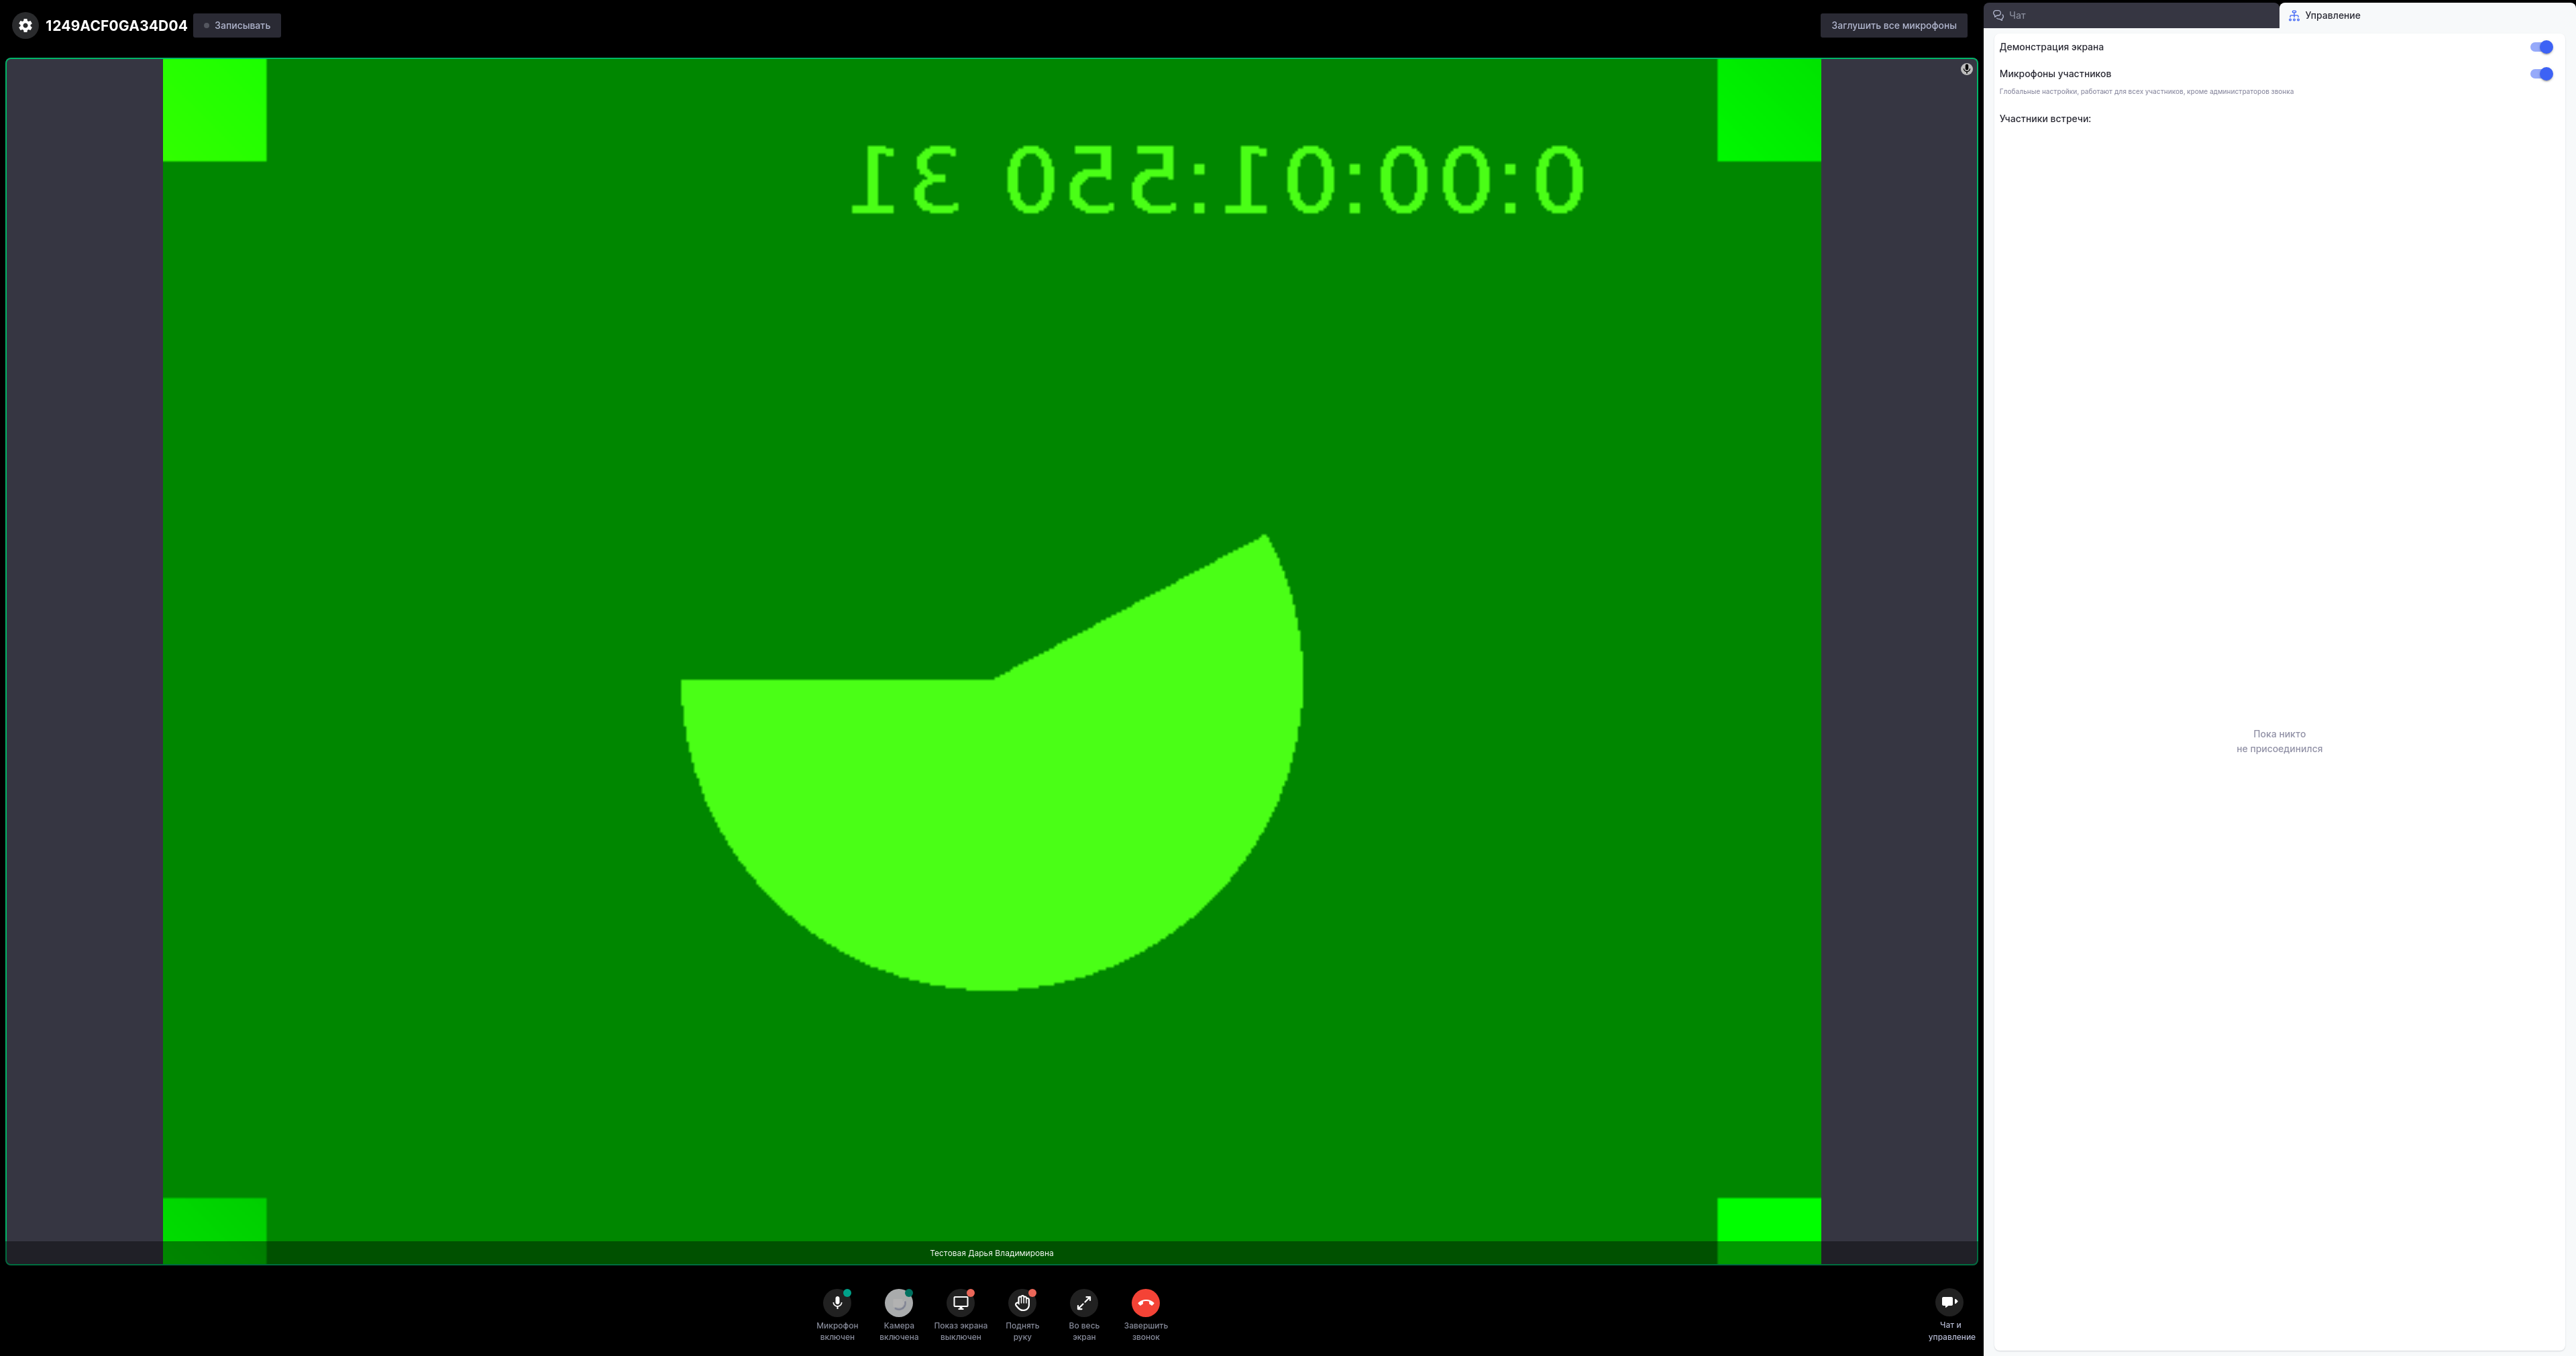 1249ACF0GA34D04
Записывать
Заглушить все микрофоны
Чат
Управление
Демонстрация экрана
Микрофоны участников
Глобальные настройки, работают для всех участников, кроме администраторов звонка
Участники встречи:
0:00:01:550 31
Пока никто
не присоединился
Тестовая Дарья Владимировна
Микрофон
включен
Камера
включена
Показ экрана
выключен
Поднять
руку
Во весь
экран
Завершить
звонок
Чат и
управление